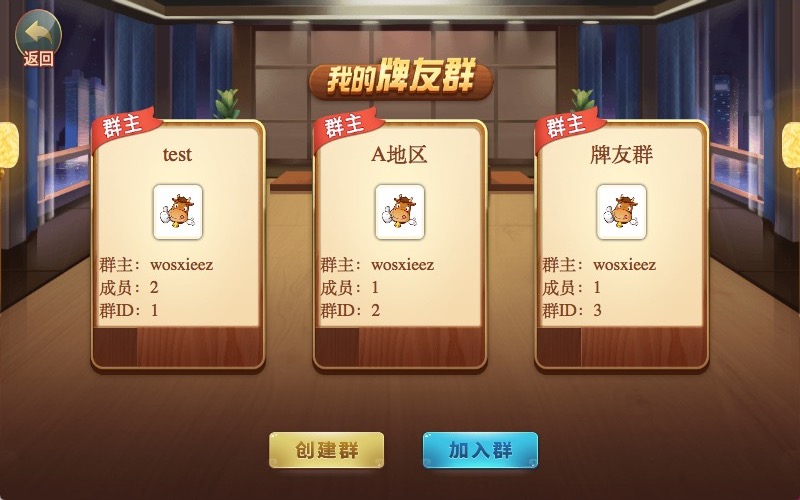 返回
我的牌友群
群主
test
群主：wosxieez
成员：2
群ID：1
群主
A地区
群主：wosxieez
成员：1
群ID：2
群主
牌友群
群主：wosxieez
成员：1
群ID：3
创建群
加入群